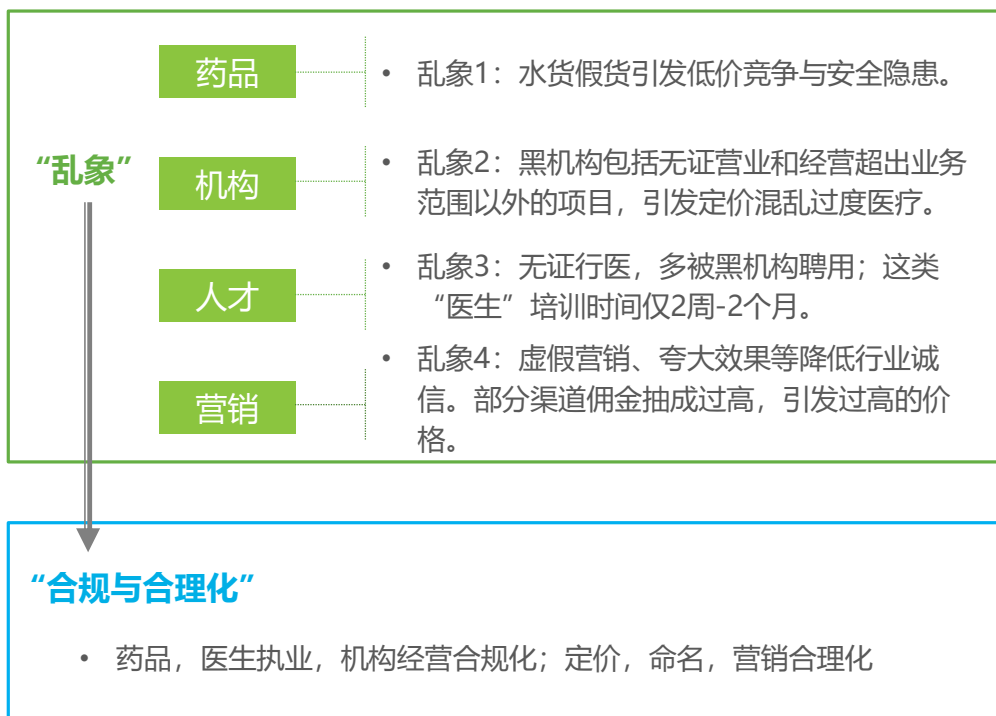 药品
• 乱象1：水货假货引发低价竞争与安全隐患。
“乱象”
机构
• 乱象2：黑机构包括无证营业和经营超出业务
范围以外的项目，引发定价混乱过度医疗。
人才
• 乱象3：无证行医，多被黑机构聘用；这类
“医生”培训时间仅2周-2个月。
营销
• 乱象4：虚假营销、夸大效果等降低行业诚
信。部分渠道佣金抽成过高，引发过高的价
格。
“合规与合理化”
• 药品，医生执业，机构经营合规化；定价，命名，营销合理化